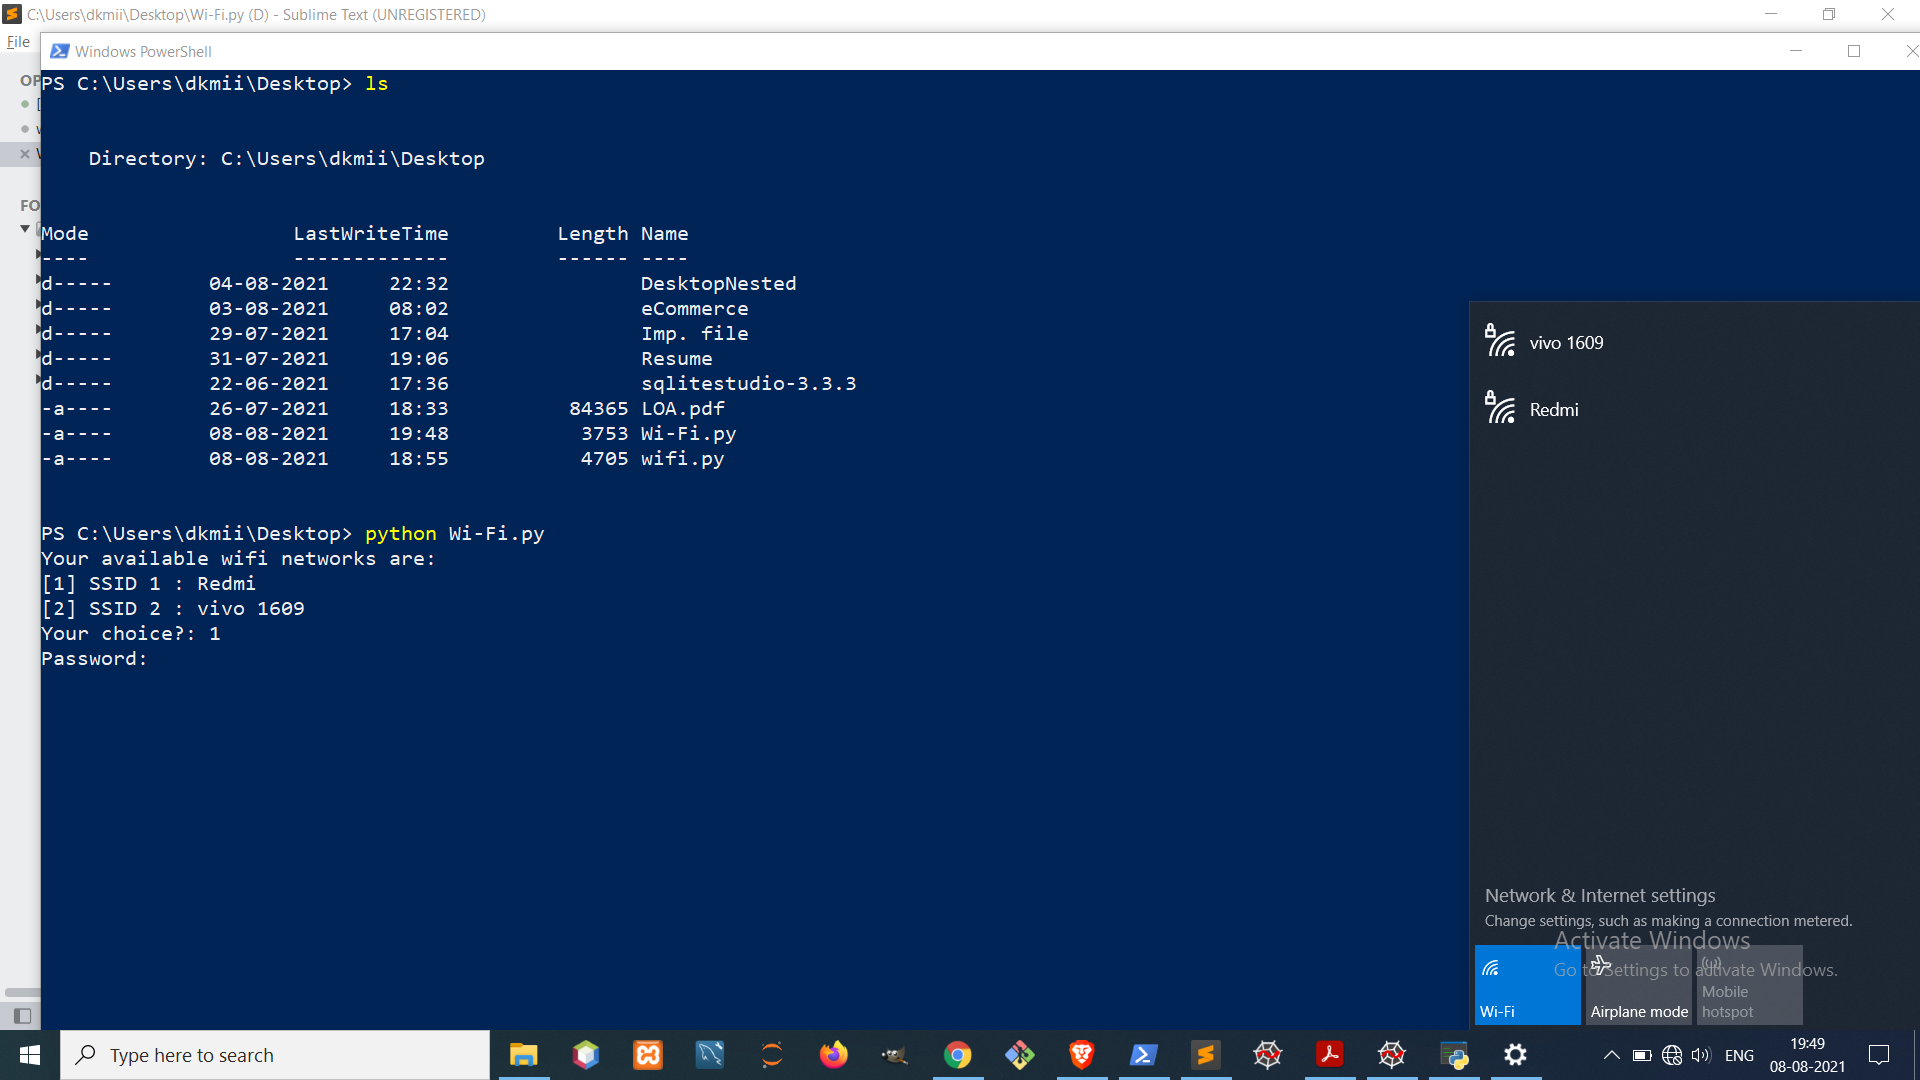 C:\Users\dkmii\Desktop\Wi-Fi.py (D) - Sublime Text (UNREGISTERED)
File
Windows PowerShell
OP
PS C:\Users\dkmii\Desktop> ls
Directory: C:\Users\dkmii\Desktop
FO
Mode LastWriteTime Length Name
---- ------------- ------ ----
d----- 04-08-2021 22:32 DesktopNested
d----- 03-08-2021 08:02 eCommerce
d----- 29-07-2021 17:04 Imp. file
d----- 31-07-2021 19:06 Resume
d----- 22-06-2021 17:36 sqlitestudio-3.3.3
-a---- 26-07-2021 18:33 84365 LOA.pdf
-a---- 08-08-2021 19:48 3753 Wi-Fi.py
-a---- 08-08-2021 18:55 4705 wifi.py
PS C:\Users\dkmii\Desktop> python Wi-Fi.py
Your available wifi networks are:
[1] SSID 1 : Redmi
[2] SSID 2 : vivo 1609
Your choice?: 1
Password:
vivo 1609
Redmi
Network & Internet settings
Change settings, such as making a connection metered.
Activate Windows
Go to Settings to activate Windows.
Wi-Fi
Airplane mode
Mobile
hotspot
Type here to search
ENG
19:49
08-08-2021